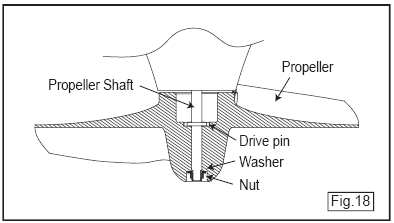 Propeller
Propeller Shaft
Drive pin
Washer
Nut
Fig.18